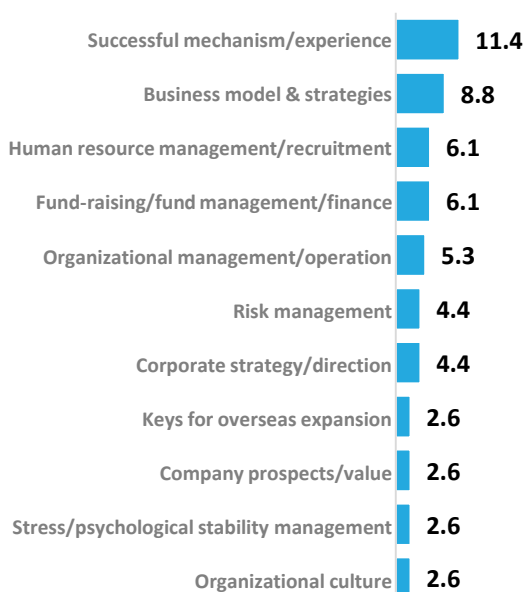 Successful mechanism/experience 11.4
Business model & strategies 8.8
Human resource management/recruitment 6.1
Fund-raising/fund management/finance 6.1
Organizational management/operation 5.3
Risk management 4.4
Corporate strategy/direction 4.4
Keys for overseas expansion 2.6
Company prospects/value 2.6
Stress/psychological stability management 2.6
Organizational culture 2.6